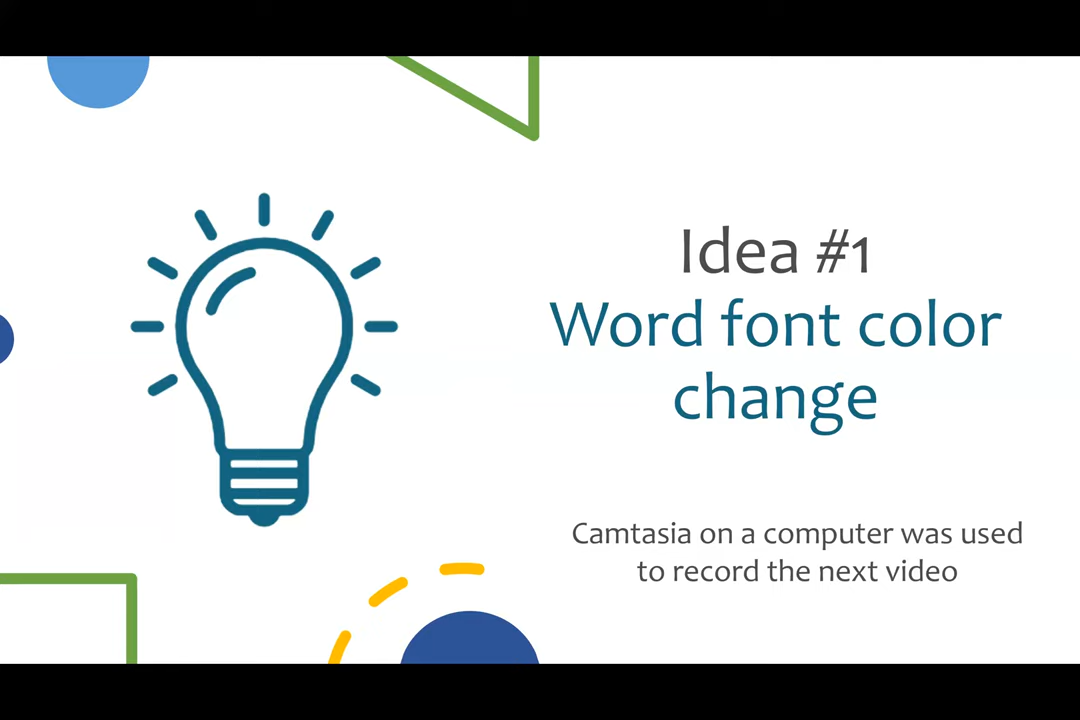 Idea #1
Word font color
change
Camtasia on a computer was used
to record the next video